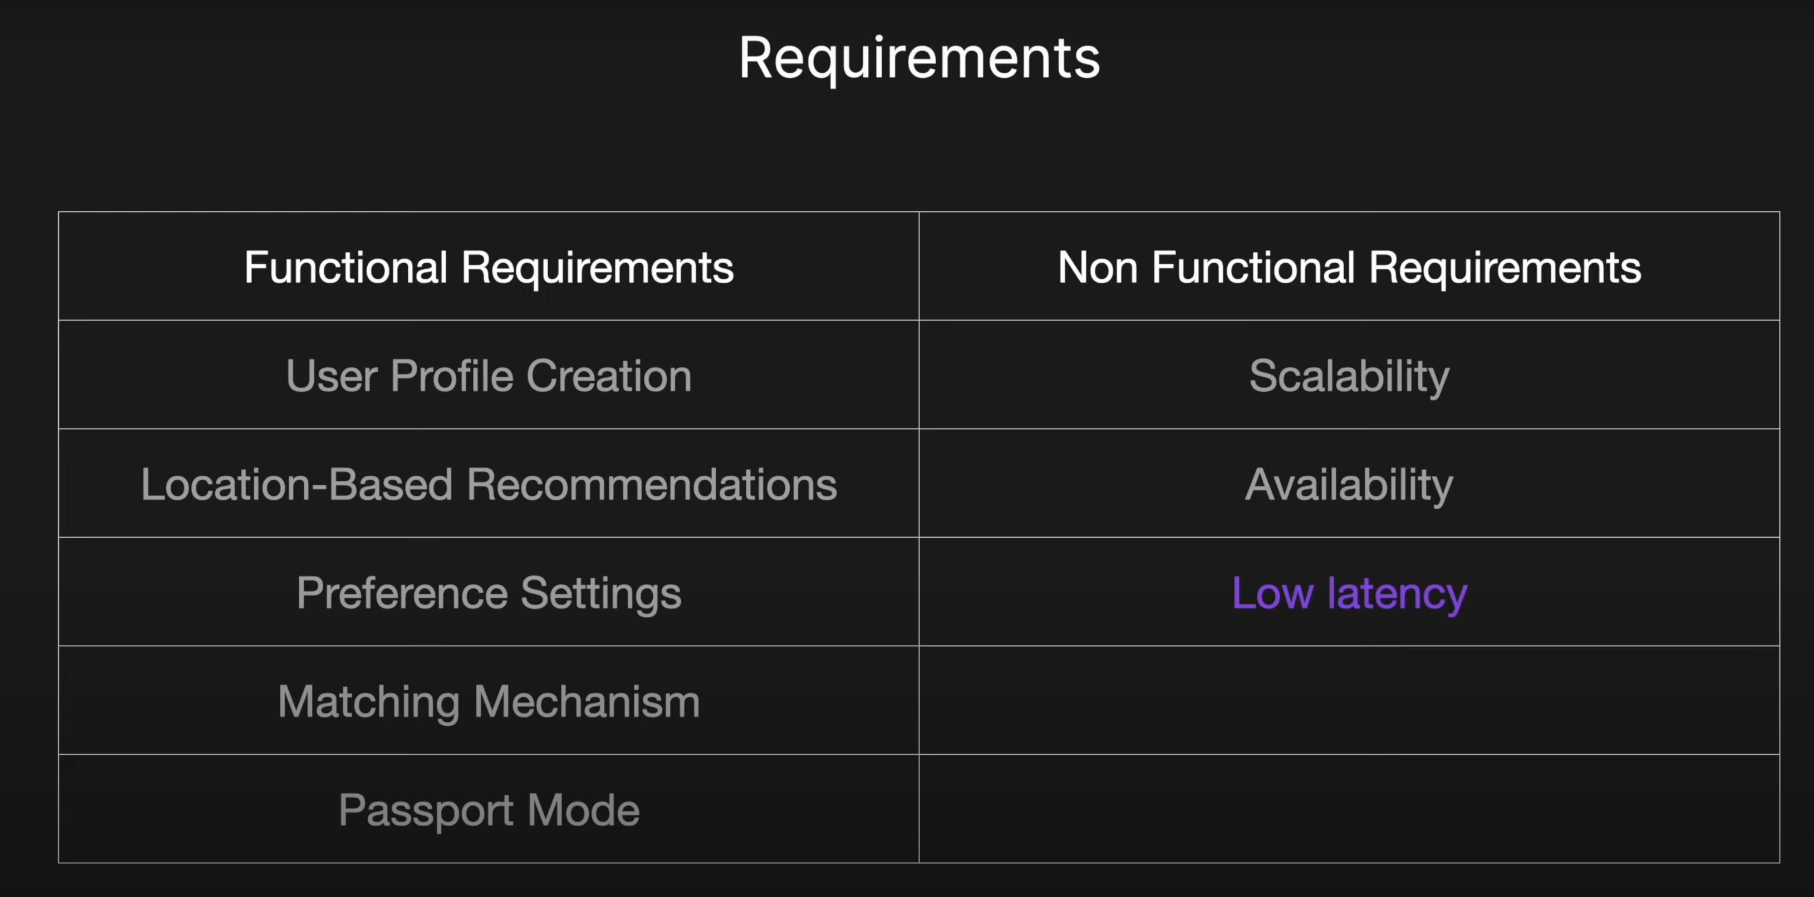 Requirements
Functional Requirements
Non Functional Requirements
User Profile Creation
Scalability
Location-Based Recommendations
Availability
Preference Settings
Low latency
Matching Mechanism
Passport Mode